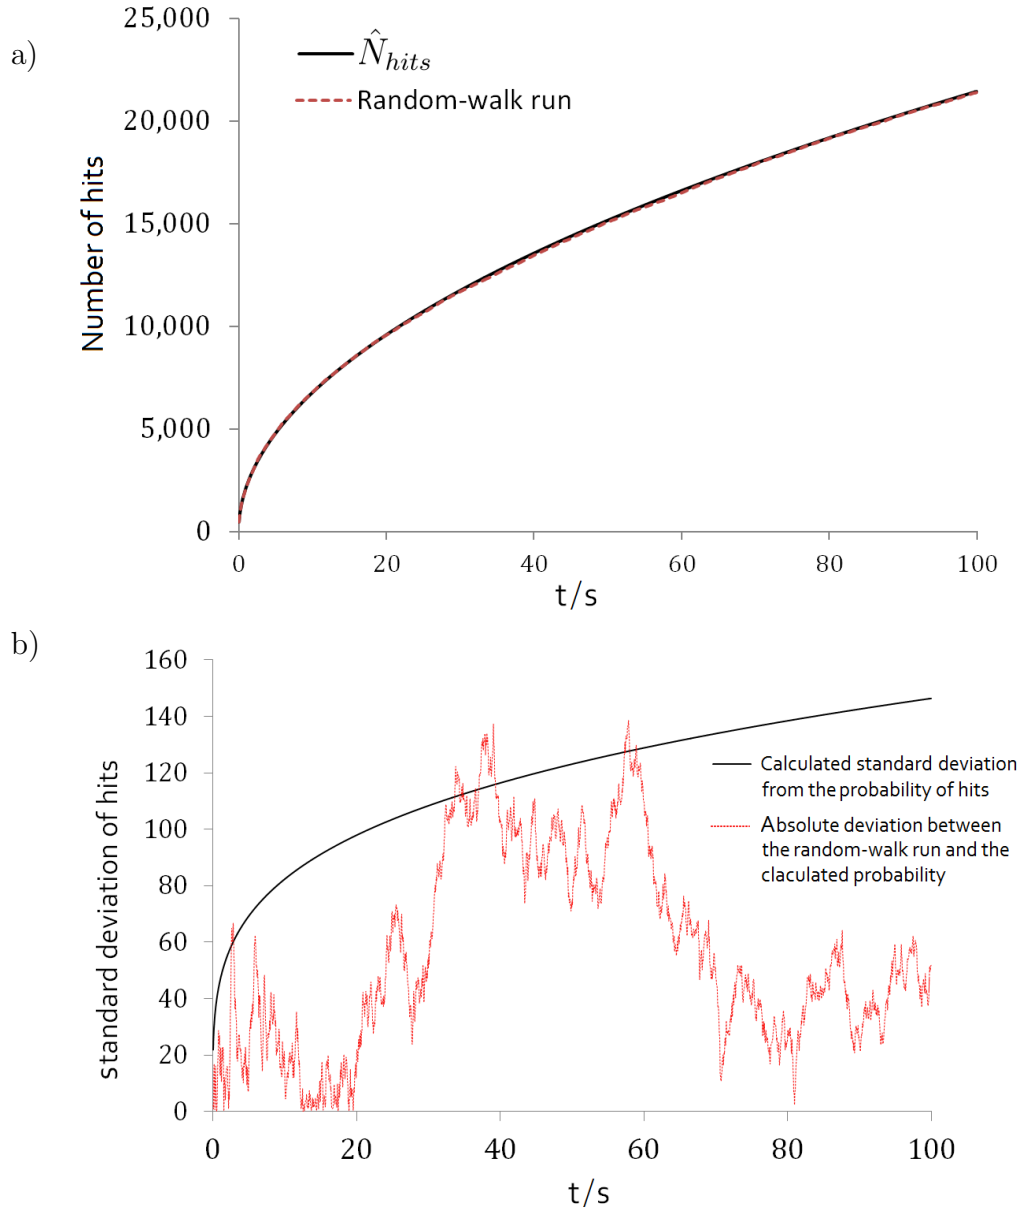 a)
25,000
20,000
15,000
10,000
5,000
0
Number of hits
N̂hits
Random-walk run
0 20 40 60 80 100
t/s
b)
160
140
120
100
80
60
40
20
0
standard deviation of hits
Calculated standard deviation
from the probability of hits
Absolute deviation between
the random-walk run and the
claculated probability
0 20 40 60 80 100
t/s